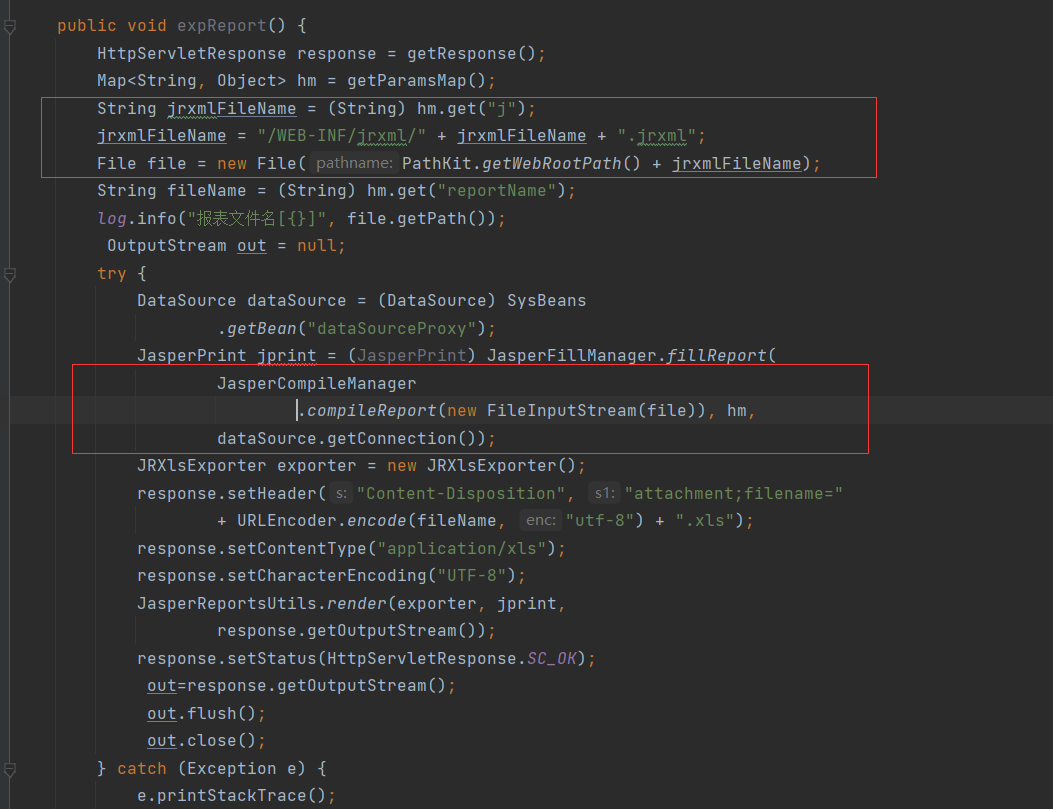 public void expReport() {
HttpServletResponse response = getResponse();
Map<String, Object> hm = getParamsMap();
String jrxmlFileName = (String) hm.get("j");
jrxmlFileName = "/WEB-INF/jrxml/" + jrxmlFileName + ".jrxml";
File file = new File( pathname: PathKit.getWebRootPath() + jrxmlFileName);
String fileName = (String) hm.get("reportName");
log.info("报表文件名[{}]", file.getPath());
OutputStream out = null;
try {
DataSource dataSource = (DataSource) SysBeans
.getBean("dataSourceProxy");
JasperPrint jprint = (JasperPrint) JasperFillManager.fillReport(
JasperCompileManager
.compileReport(new FileInputStream(file)), hm,
dataSource.getConnection());
JRXlsExporter exporter = new JRXlsExporter();
response.setHeader( s: "Content-Disposition", s1: "attachment;filename="
+ URLEncoder.encode(fileName, enc: "utf-8") + ".xls");
response.setContentType("application/xls");
response.setCharacterEncoding("UTF-8");
JasperReportsUtils.render(exporter, jprint,
response.getOutputStream());
response.setStatus(HttpServletResponse.SC_OK);
out=response.getOutputStream();
out.flush();
out.close();
} catch (Exception e) {
e.printStackTrace();